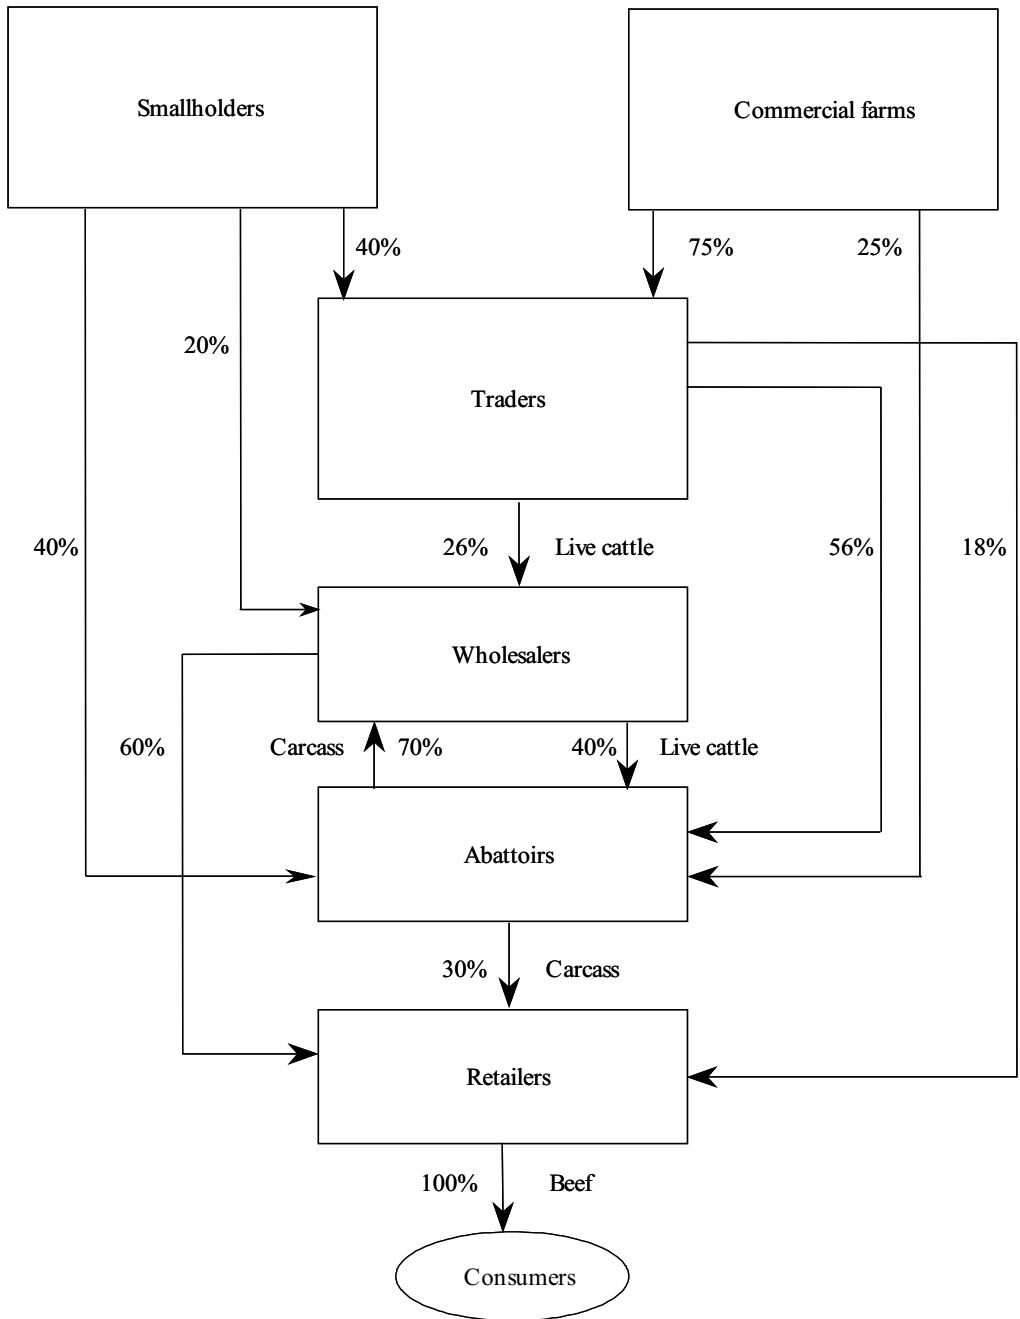 Smallholders
Commercial farms
40%
75%
25%
20%
Traders
40%
26%
Live cattle
56%
18%
Wholesalers
60%
Carcass
70%
40%
Live cattle
Abattoirs
30%
Carcass
Retailers
100%
Beef
Consumers